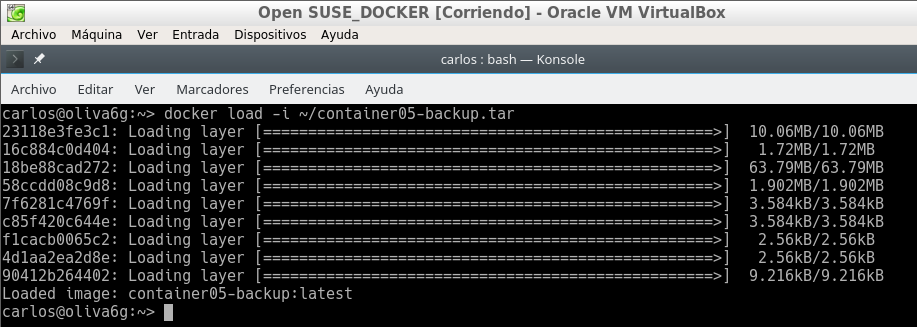 Open SUSE_DOCKER [Corriendo] - Oracle VM VirtualBox
Archivo Máquina Ver Entrada Dispositivos Ayuda
carlos : bash — Konsole
Archivo Editar Ver Marcadores Preferencias Ayuda
carlos@oliva6g:~> docker load -i ~/container05-backup.tar
23118e3fe3c1: Loading layer [==================================================>]  10.06MB/10.06MB
16c884c0d404: Loading layer [==================================================>]   1.72MB/1.72MB
18be88cad272: Loading layer [==================================================>]  63.79MB/63.79MB
58ccdd08c9d8: Loading layer [==================================================>]  1.902MB/1.902MB
7f6281c4769f: Loading layer [==================================================>]  3.584kB/3.584kB
c85f420c644e: Loading layer [==================================================>]  3.584kB/3.584kB
f1cacb0065c2: Loading layer [==================================================>]   2.56kB/2.56kB
4d1aa2ea2d8e: Loading layer [==================================================>]   2.56kB/2.56kB
90412b264402: Loading layer [==================================================>]  9.216kB/9.216kB
Loaded image: container05-backup:latest
carlos@oliva6g:~>